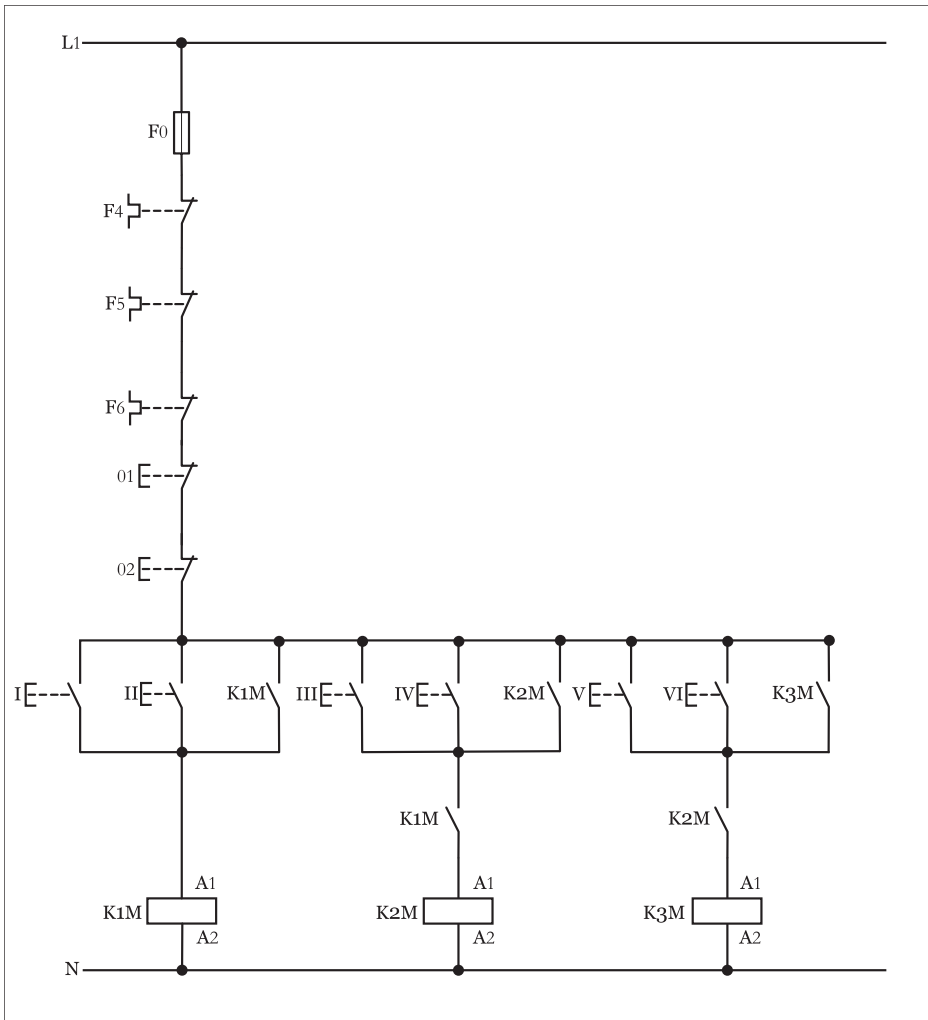 L1
F0
F4
F5
F6
01
02
I II K1M III IV K2M V VI K3M
K1M K2M
A1 A1 A1
K1M K2M K3M
A2 A2 A2
N